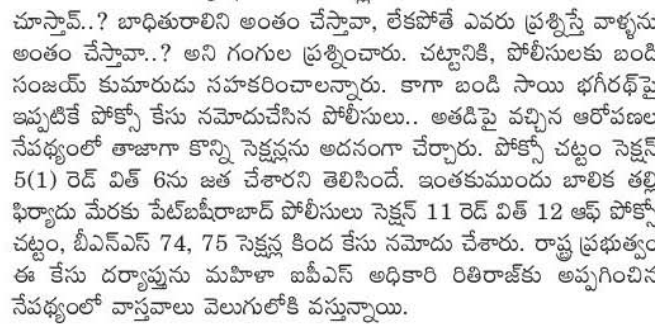 చూస్తావ్..? బాధితురాలిని అంతం చేస్తావా, లేకపోతే ఎవరు ప్రశ్నిస్తే వాళ్ళను
అంతం చేస్తావా..? అని గంగుల ప్రశ్నించారు. చట్టానికి, పోలీసులకు బండి
సంజయ్ కుమారుడు సహకరించాలన్నారు. కాగా బండి సాయి భగీరథ్‌పై
ఇప్పటికే పోక్సో కేసు నమోదుచేసిన పోలీసులు.. అతడిపై వచ్చిన ఆరోపణల
నేపథ్యంలో తాజాగా కొన్ని సెక్షన్లను అదనంగా చేర్చారు. పోక్సో చట్టం సెక్షన్
5(1) రెడ్ విత్ 6ను జత చేశారని తెలిసిందే. ఇంతకుముందు బాలిక తల్లి
ఫిర్యాదు మేరకు పేట్‌బషీరాబాద్ పోలీసులు సెక్షన్ 11 రెడ్ విత్ 12 ఆఫ్ పోక్సో
చట్టం, బీఎన్ఎస్ 74, 75 సెక్షన్ల కింద కేసు నమోదు చేశారు. రాష్ట్ర ప్రభుత్వం
ఈ కేసు దర్యాప్తును మహిళా ఐపీఎస్ అధికారి రితిరాజ్‌కు అప్పగించిన
నేపథ్యంలో వాస్తవాలు వెలుగులోకి వస్తున్నాయి.